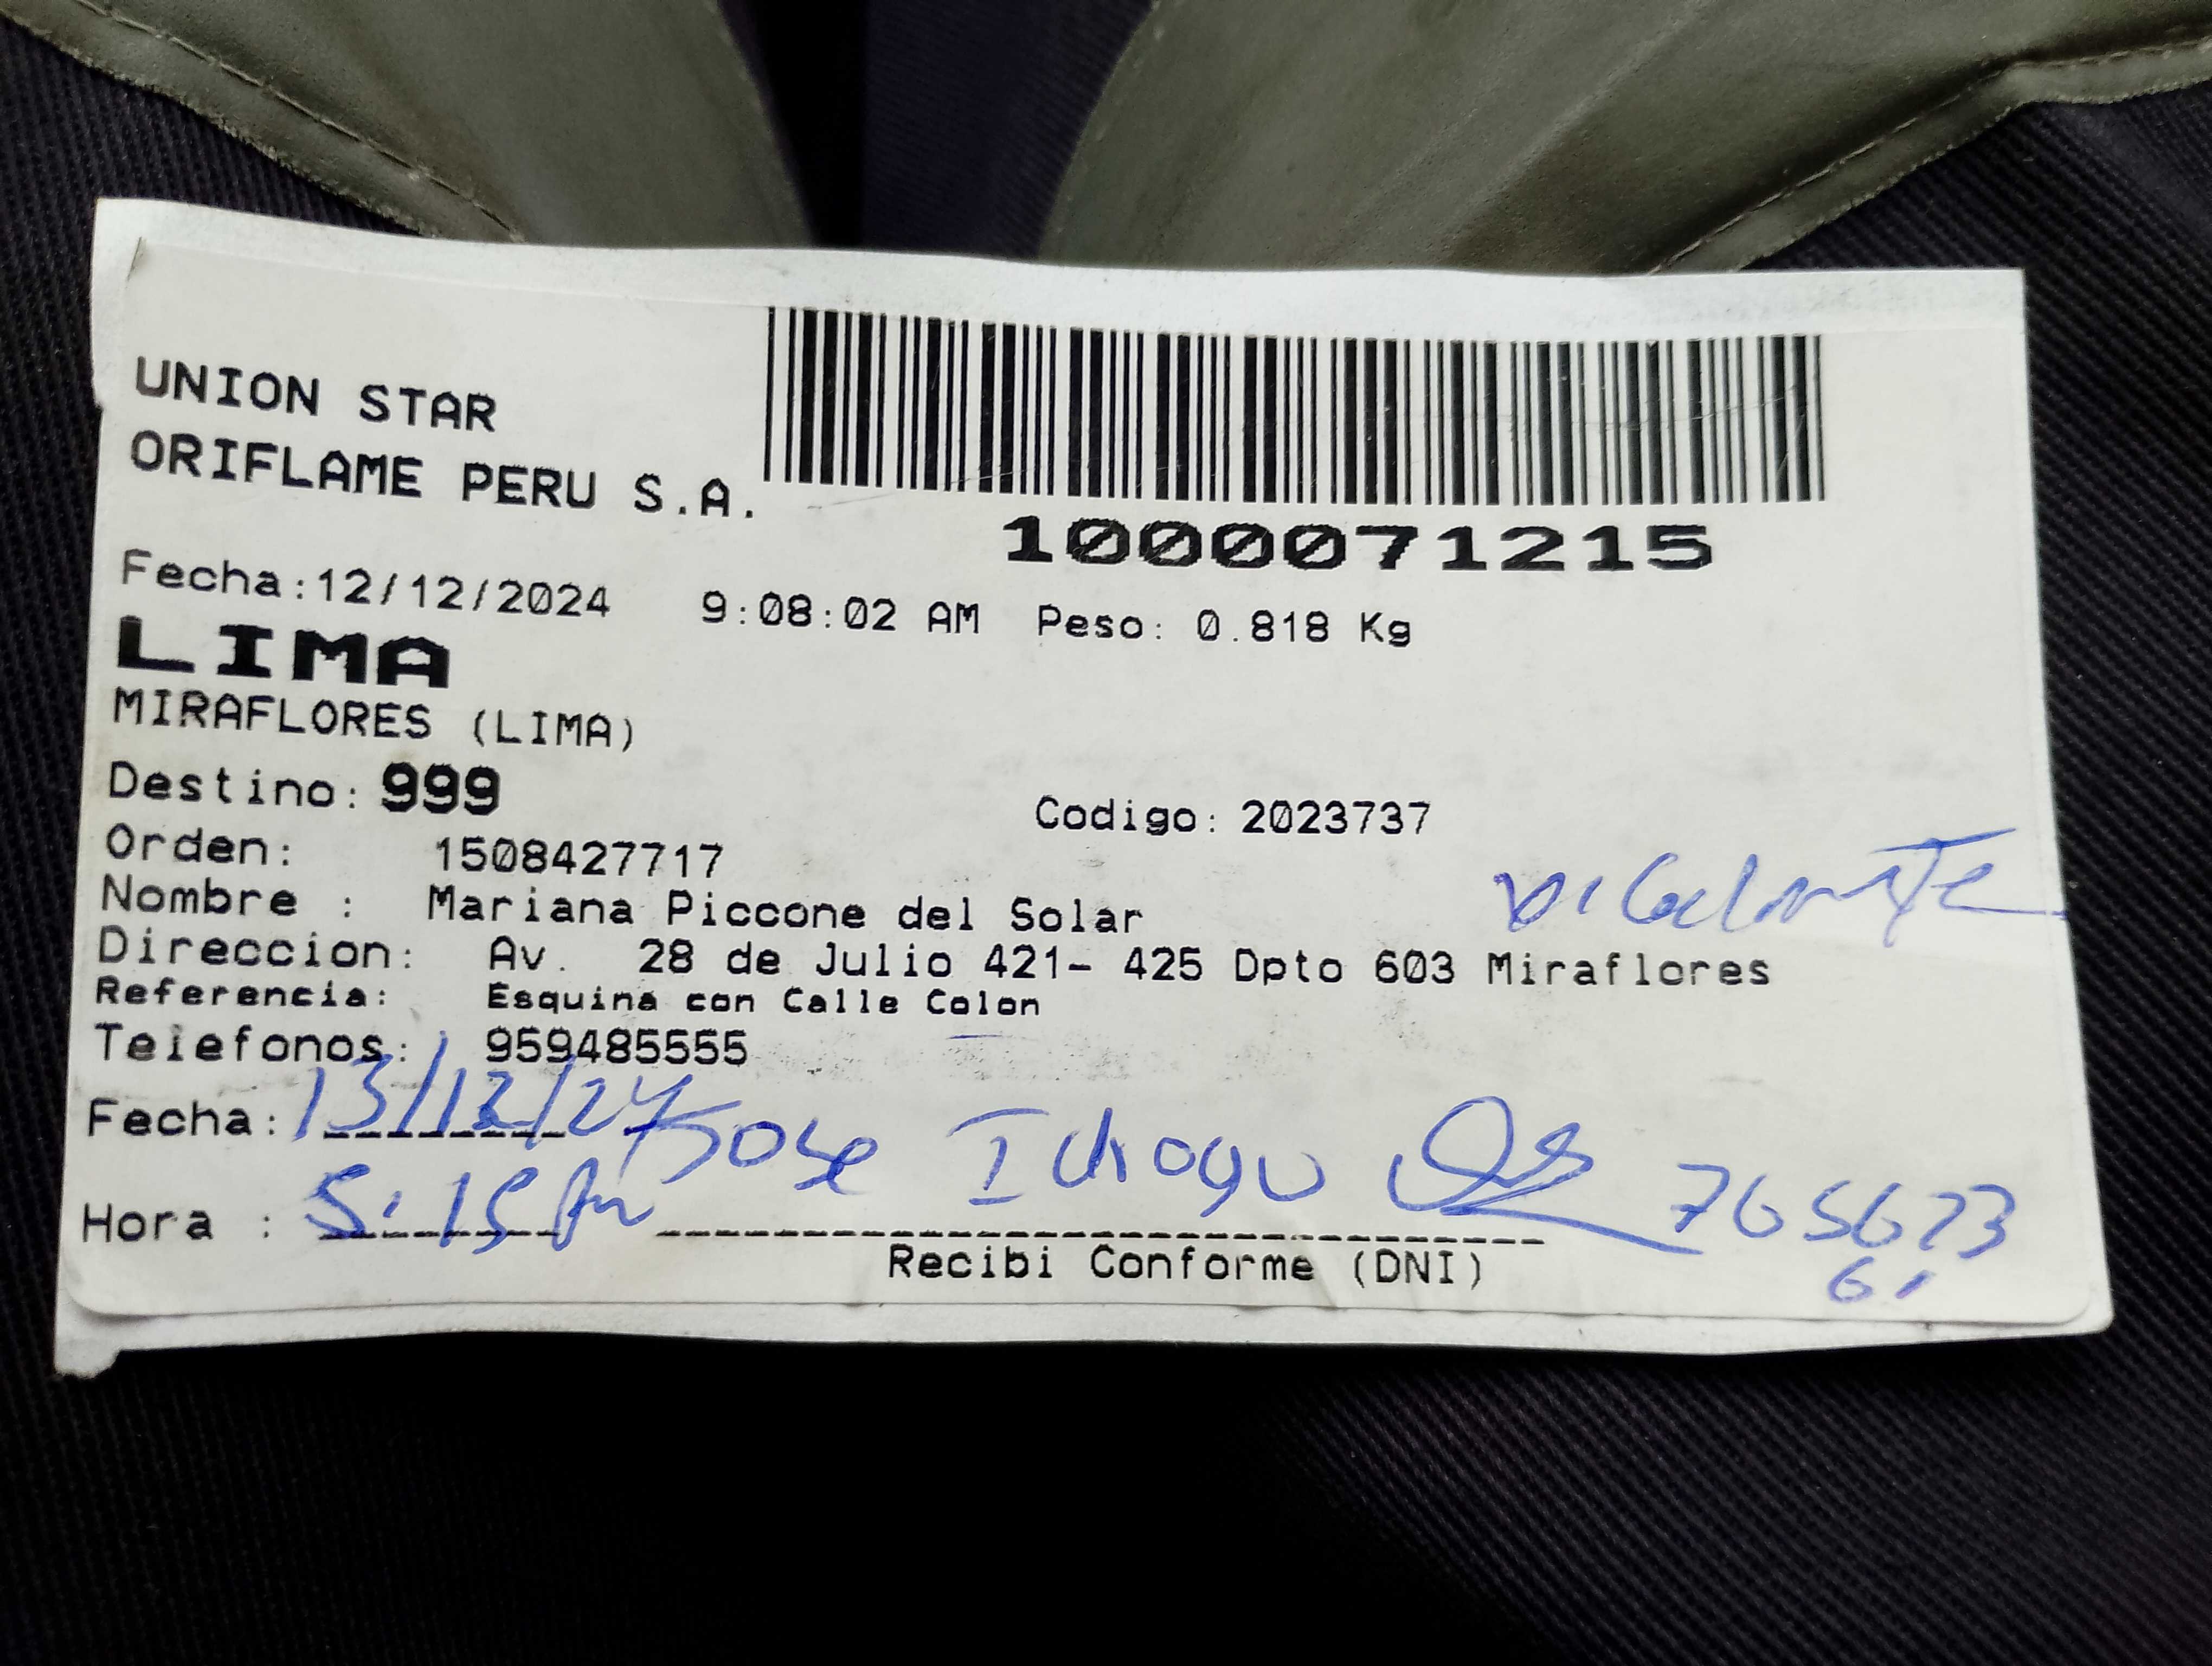 UNION STAR
ORIFLAME PERU S.A.
1000071215
Fecha:12/12/2024 9:08:02 AM Peso: 0.818 Kg
LIMA
MIRAFLORES (LIMA)
Destino: 999 Codigo: 2023737
Orden: 1508427717
Nombre : Mariana Piccone del Solar
Vigilante
Direccion: Av. 28 de Julio 421- 425 Dpto 603 Miraflores
Referencia: Esquina con Calle Colon
Telefonos: 959485555
Fecha: 13/12/24 Jose
Hora : 5:15 Pm 765673
61
Recibi Conforme (DNI)